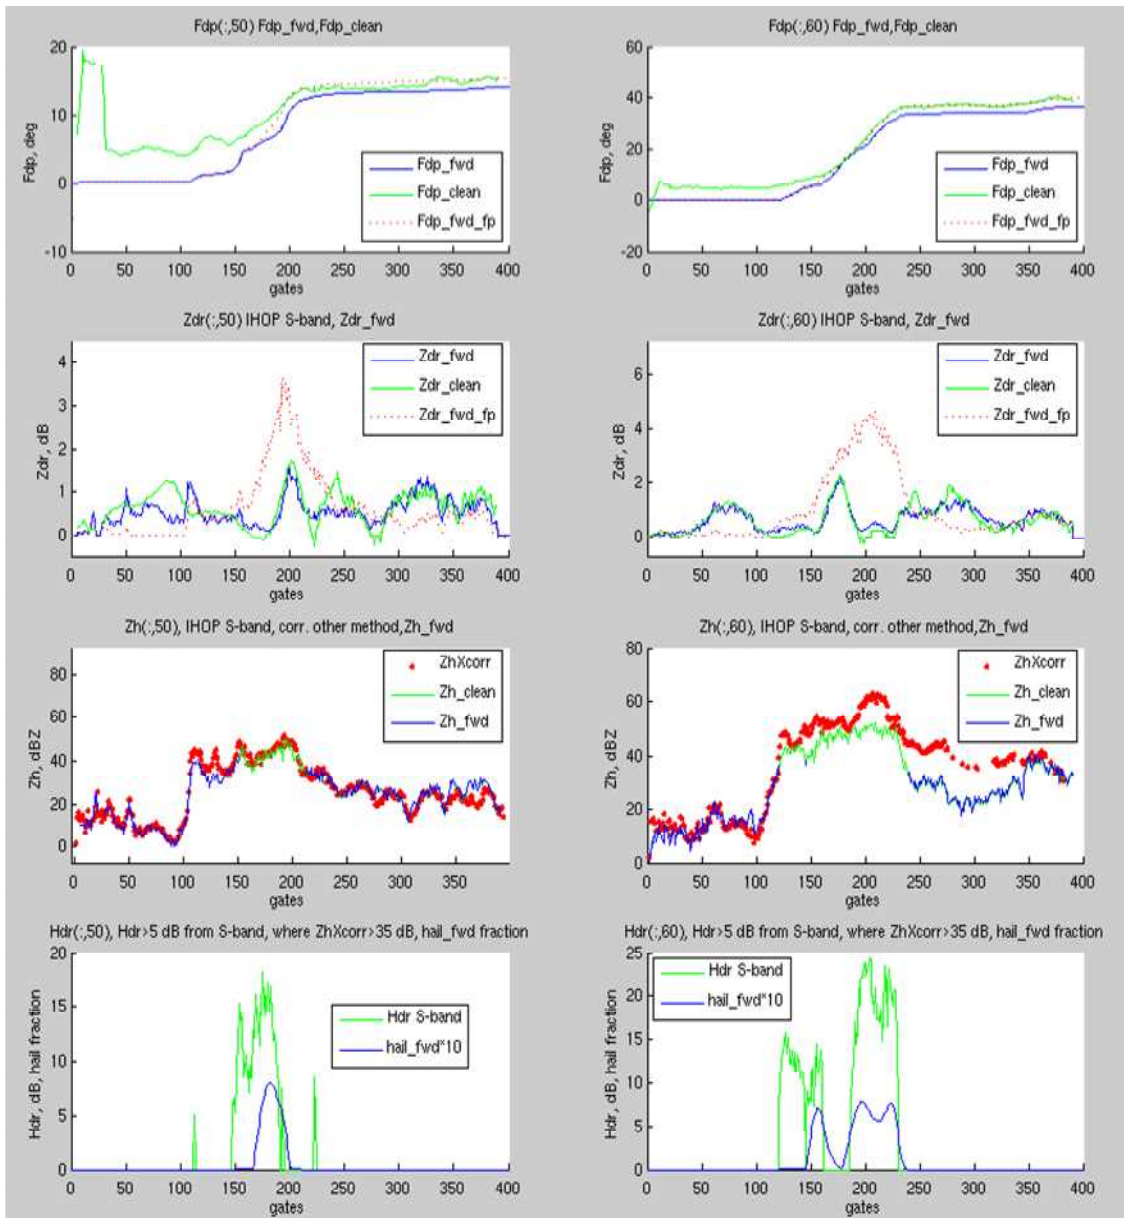 Fdp(:,50) Fdp_fwd,Fdp_clean
20
10
0
-10
Fdp, deg
Fdp_fwd
Fdp_clean
Fdp_fwd_fp
0 50 100 150 200 250 300 350 400
gates
Fdp(:,60) Fdp_fwd,Fdp_clean
60
40
20
0
-20
Fdp, deg
Fdp_fwd
Fdp_clean
Fdp_fwd_fp
0 50 100 150 200 250 300 350 400
gates
Zdr(:,50) IHOP S-band, Zdr_fwd
4
3
2
1
0
Zdr, dB
Zdr_fwd
Zdr_clean
Zdr_fwd_fp
0 50 100 150 200 250 300 350 400
gates
Zdr(:,60) IHOP S-band, Zdr_fwd
6
4
2
0
Zdr, dB
Zdr_fwd
Zdr_clean
Zdr_fwd_fp
0 50 100 150 200 250 300 350 400
gates
Zh(:,50), IHOP S-band, corr. other method,Zh_fwd
80
60
40
20
0
Zh, dBZ
ZhXcorr
Zh_clean
Zh_fwd
0 50 100 150 200 250 300 350
gates
Zh(:,60), IHOP S-band, corr. other method,Zh_fwd
80
60
40
20
0
Zh, dBZ
ZhXcorr
Zh_clean
Zh_fwd
0 50 100 150 200 250 300 350 400
gates
Hdr(:,50), Hdr>5 dB from S-band, where ZhXcorr>35 dB, hail_fwd fraction
20
15
10
5
0
Hdr, dB, hail fraction
Hdr S-band
hail_fwd*10
0 50 100 150 200 250 300 350 400
gates
Hdr(:,60), Hdr>5 dB from S-band, where ZhXcorr>35 dB, hail_fwd fraction
25
20
15
10
5
0
Hdr, dB, hail fraction
Hdr S-band
hail_fwd*10
0 50 100 150 200 250 300 350 400
gates